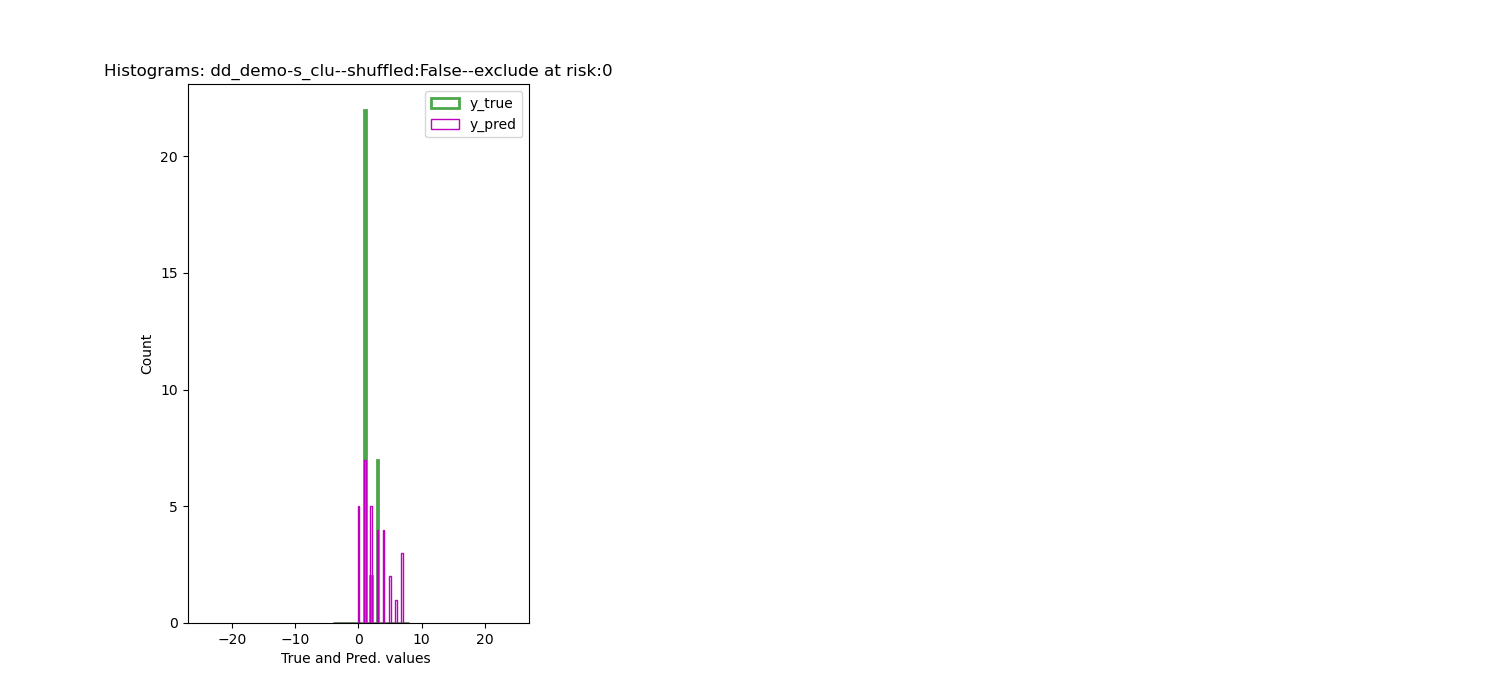 Histograms: dd_demo-s_clu--shuffled:False--exclude at risk:0
y_true
y_pred
20
15
10
5
0
Count
−20 −10 0 10 20
True and Pred. values